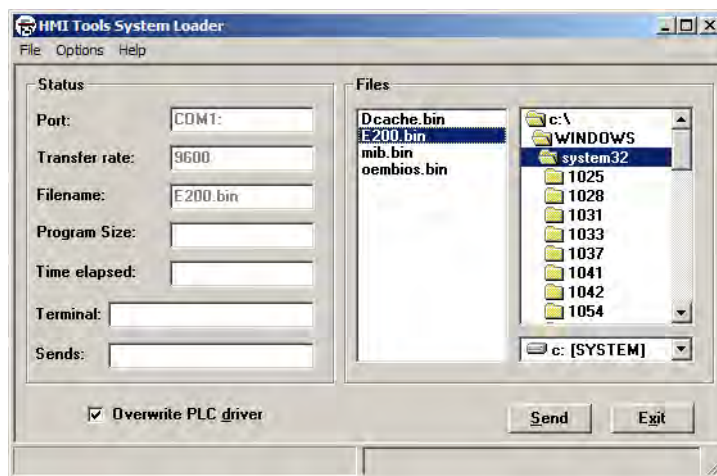 HMI Tools System Loader
File Options Help
Status
Port: COM1:
Transfer rate: 9600
Filename: E200.bin
Program Size:
Time elapsed:
Terminal:
Sends:
Files
Dcache.bin
E200.bin
mib.bin
oembios.bin
c:\
WINDOWS
system32
1025
1028
1031
1033
1037
1041
1042
1054
c: [SYSTEM]
Overwrite PLC driver
Send Exit